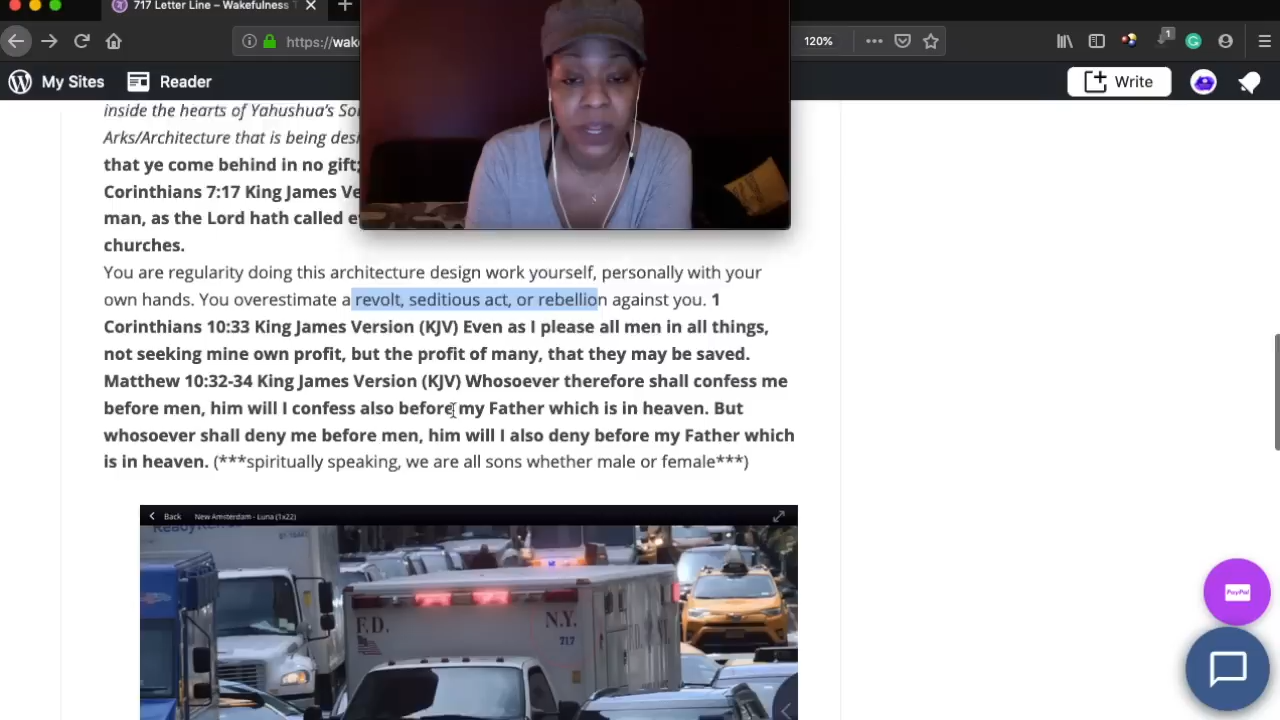 717 Letter Line – Wakefulness
https://wak
120%
1
My Sites
Reader
Write
inside the hearts of Yahushua's
Arks/Architecture that is being
that ye come behind in no gift;
Corinthians 7:17 King James
man, as the Lord hath called
churches.
You are regularity doing this architecture design work yourself, personally with your
own hands. You overestimate a revolt, seditious act, or rebellion against you. 1
Corinthians 10:33 King James Version (KJV) Even as I please all men in all things,
not seeking mine own profit, but the profit of many, that they may be saved.
Matthew 10:32-34 King James Version (KJV) Whosoever therefore shall confess me
before men, him will I confess also before my Father which is in heaven. But
whosoever shall deny me before men, him will I also deny before my Father which
is in heaven. (***spiritually speaking, we are all sons whether male or female***)
Back
New Amsterdam - Luna (1x22)
F.D.
N.Y.
717
PayPal